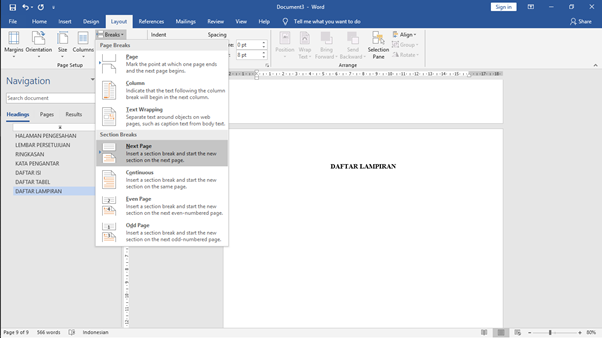 Document3 - Word
Sign in
File Home Insert Design Layout References Mailings Review View Help Tell me what you want to do Share
Margins Orientation Size Columns
Breaks
Indent Spacing
0 pt
0 pt
Position Wrap Text Bring Forward Send Backward Selection Pane Align Group Rotate
Page Setup
Arrange
Page Breaks
Page
Mark the point at which one page ends
and the next page begins.
Column
Indicate that the text following the column
break will begin in the next column.
Text Wrapping
Separate text around objects on web
pages, such as caption text from body text.
Section Breaks
Next Page
Insert a section break and start the new
section on the next page.
Continuous
Insert a section break and start the new
section on the same page.
Even Page
Insert a section break and start the new
section on the next even-numbered page.
Odd Page
Insert a section break and start the new
section on the next odd-numbered page.
Navigation
Search document
Headings Pages Results
HALAMAN PENGESAHAN
LEMBAR PERSETUJUAN
RINGKASAN
KATA PENGANTAR
DAFTAR ISI
DAFTAR TABEL
DAFTAR LAMPIRAN
DAFTAR LAMPIRAN
Page 9 of 9 566 words Indonesian
80%